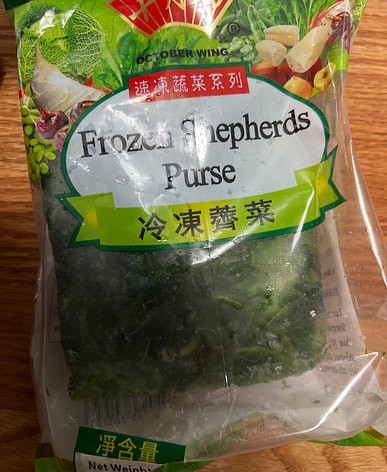 OCTOBER WING
速凍蔬菜系列
Frozen Shepherds
Purse
冷凍薺菜
淨含量
Net Weight